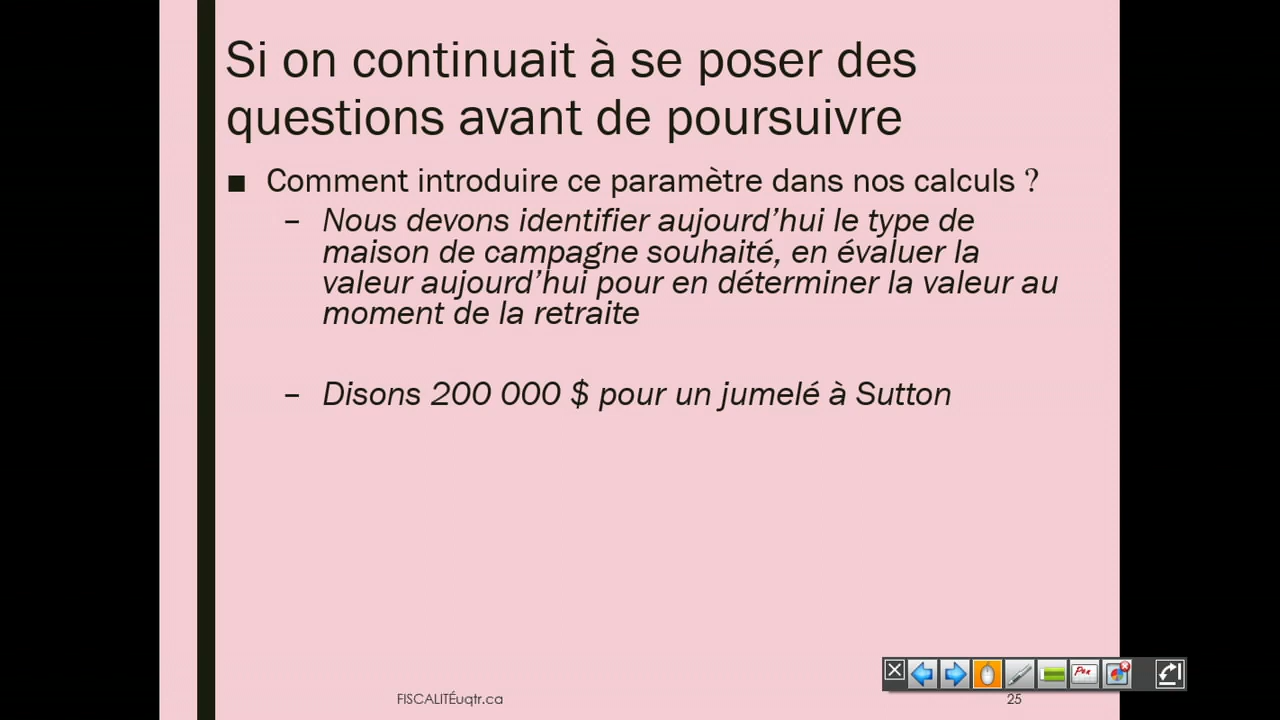 Si on continuait à se poser des
questions avant de poursuivre
■ Comment introduire ce paramètre dans nos calculs ?
– Nous devons identifier aujourd’hui le type de
maison de campagne souhaité, en évaluer la
valeur aujourd’hui pour en déterminer la valeur au
moment de la retraite
– Disons 200 000 $ pour un jumelé à Sutton
Pen
FISCALITÉuqtr.ca
25